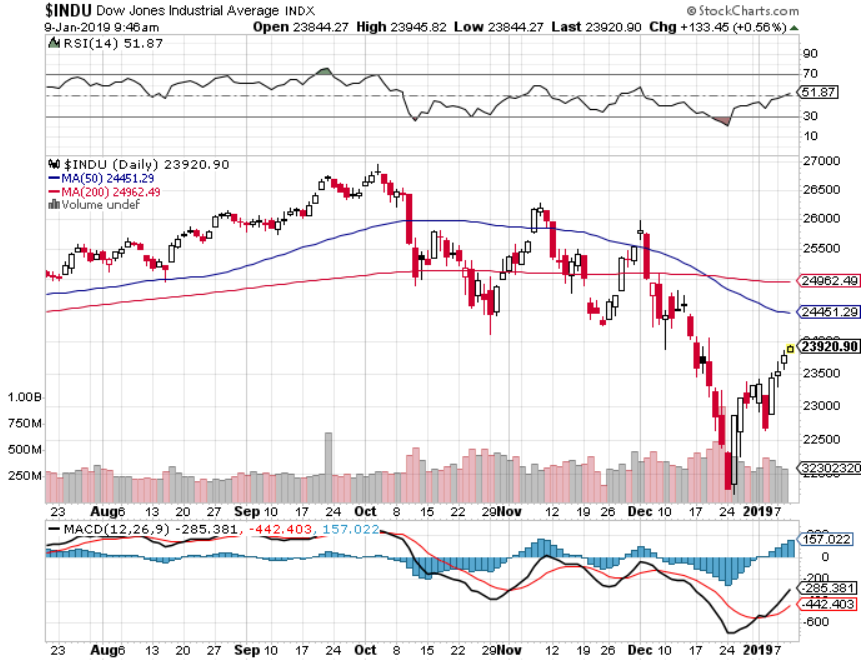 $INDU Dow Jones Industrial Average INDX
© StockCharts.com
9-Jan-2019 9:46am
Open 23844.27 High 23945.82 Low 23844.27 Last 23920.90 Chg +133.45 (+0.56%)
RSI(14) 51.87
90
70
51.87
30
10
$INDU (Daily) 23920.90
MA(50) 24451.29
MA(200) 24962.49
Volume undef
27000
26500
26000
25500
24962.49
24451.29
23920.90
23500
23000
22500
32302320
1.00B
750M
500M
250M
23 Aug 6 13 20 27 Sep 10 17 24 Oct 8 15 22 29 Nov 12 19 26 Dec 10 17 24 2019 7
MACD(12,26,9) -285.381, -442.403, 157.022
157.022
0
-200
-285.381
-442.403
-600
23 Aug 6 13 20 27 Sep 10 17 24 Oct 8 15 22 29 Nov 12 19 26 Dec 10 17 24 2019 7